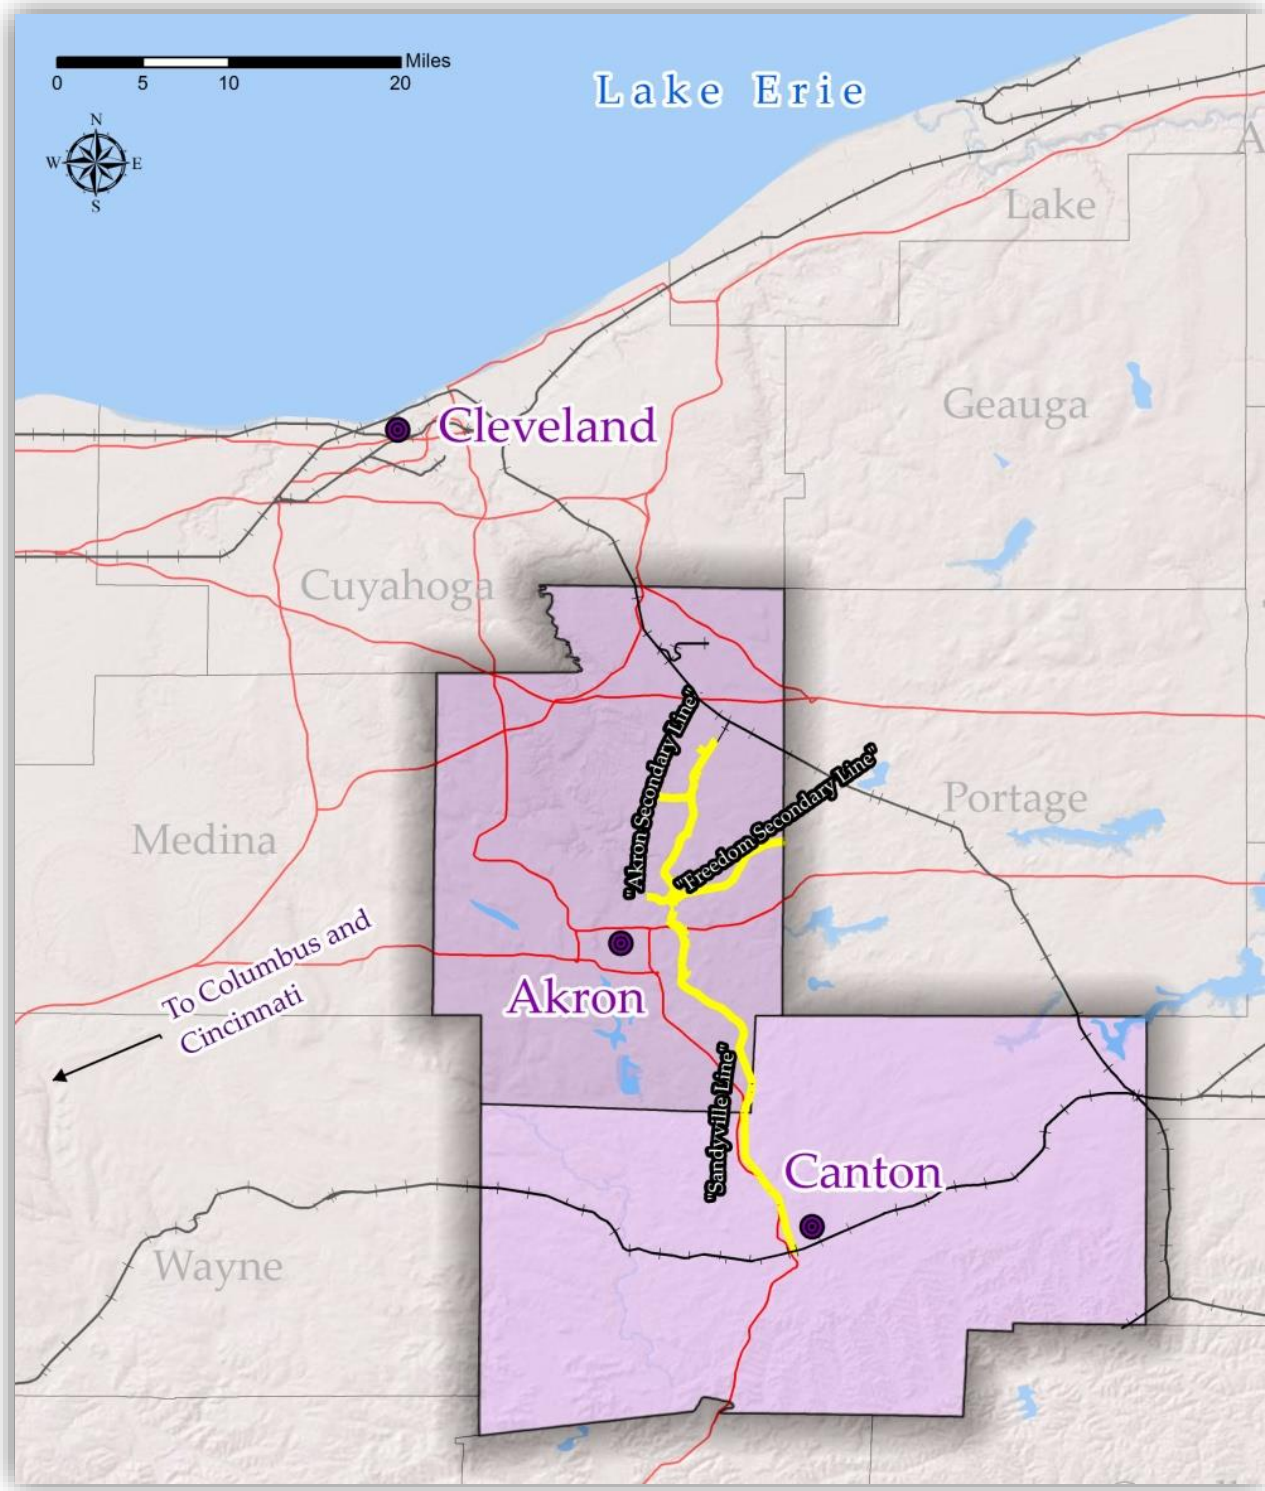 Miles
0 5 10 20
Lake Erie
N
W E
S
Lake
Geauga
Cleveland
Cuyahoga
"Akron Secondary Line"
"Freedom Secondary Line"
Portage
Medina
To Columbus and
Cincinnati
Akron
"Sandyville Line"
Canton
Wayne